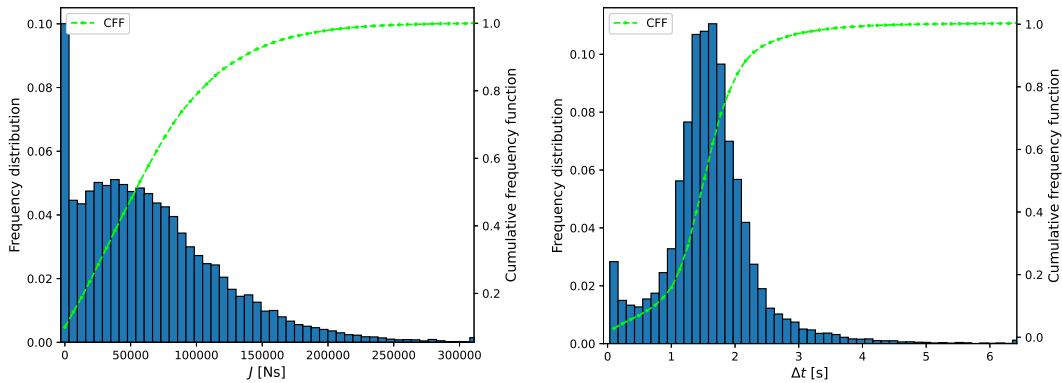 CFF
Frequency distribution
0.10
0.08
0.06
0.04
0.02
0.00
1.0
0.8
0.6
0.4
0.2
Cumulative frequency function
0 50000 100000 150000 200000 250000 300000
J [Ns]
CFF
Frequency distribution
0.10
0.08
0.06
0.04
0.02
0.00
1.0
0.8
0.6
0.4
0.2
0.0
Cumulative frequency function
0 1 2 3 4 5 6
Δt [s]